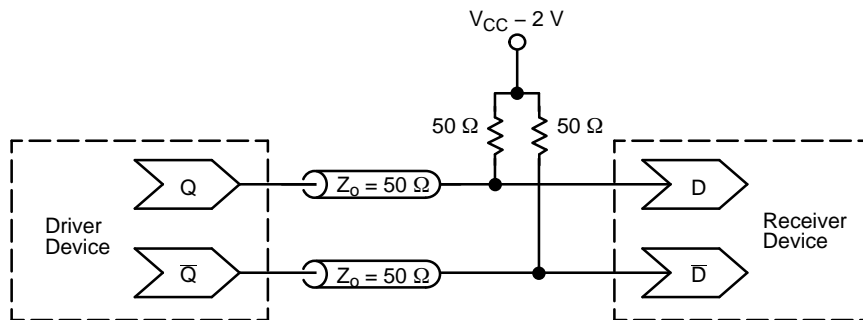 V_CC – 2 V
50 Ω 50 Ω
Q Z_o = 50 Ω D
Driver
Device
Receiver
Device
Q̅ Z_o = 50 Ω D̅